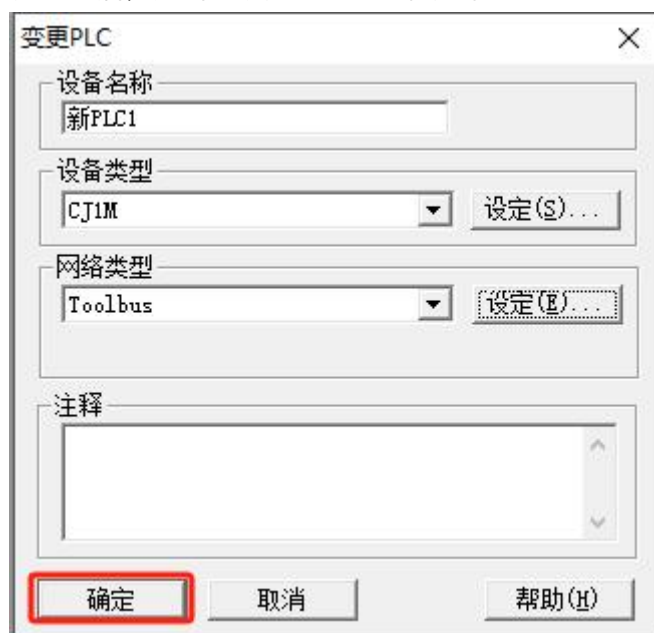 变更PLC
设备名称
新PLC1
设备类型
CJ1M
设定(S)...
网络类型
Toolbus
设定(E)...
注释
确定
取消
帮助(H)